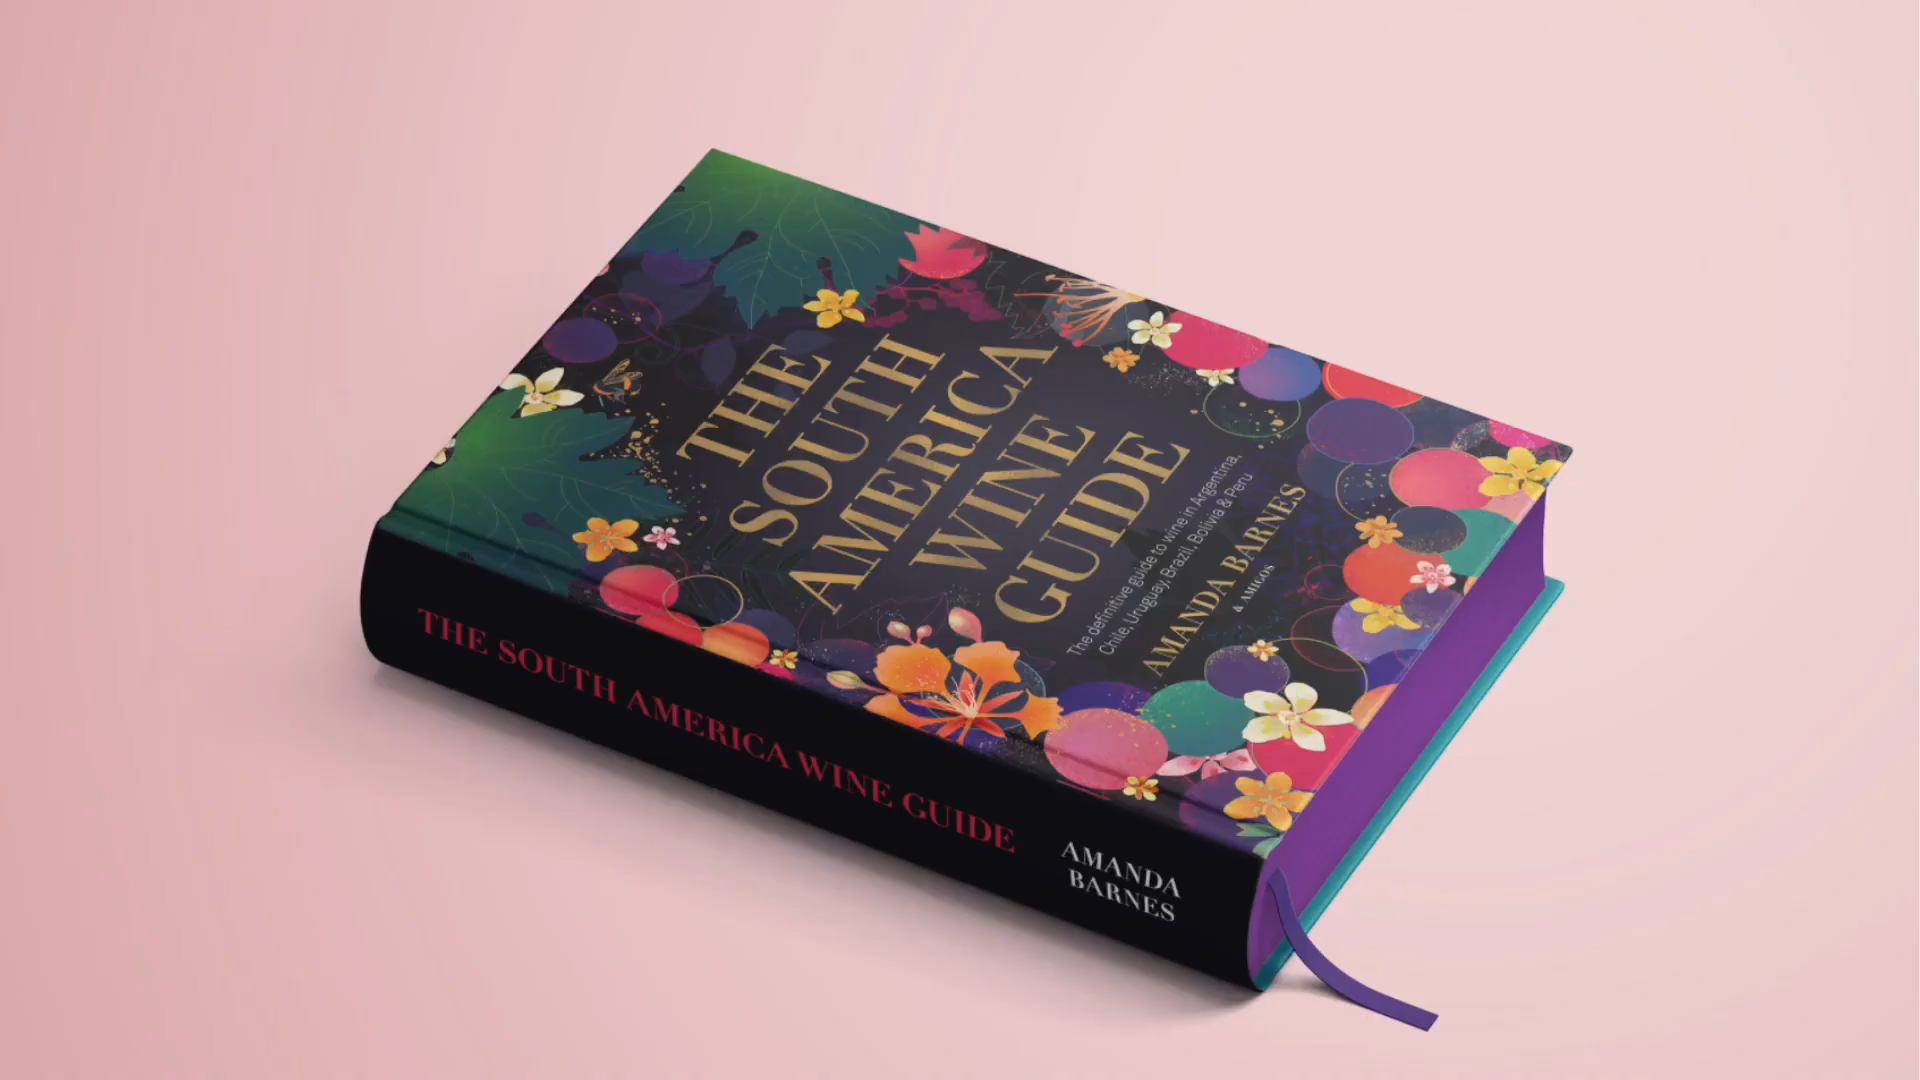 THE
SOUTH
AMERICA
WINE
GUIDE
The definitive guide to wine in Argentina,
Chile, Uruguay, Brazil, Bolivia & Peru
AMANDA BARNES
& AMIGOS
THE SOUTH AMERICA WINE GUIDE
AMANDA
BARNES